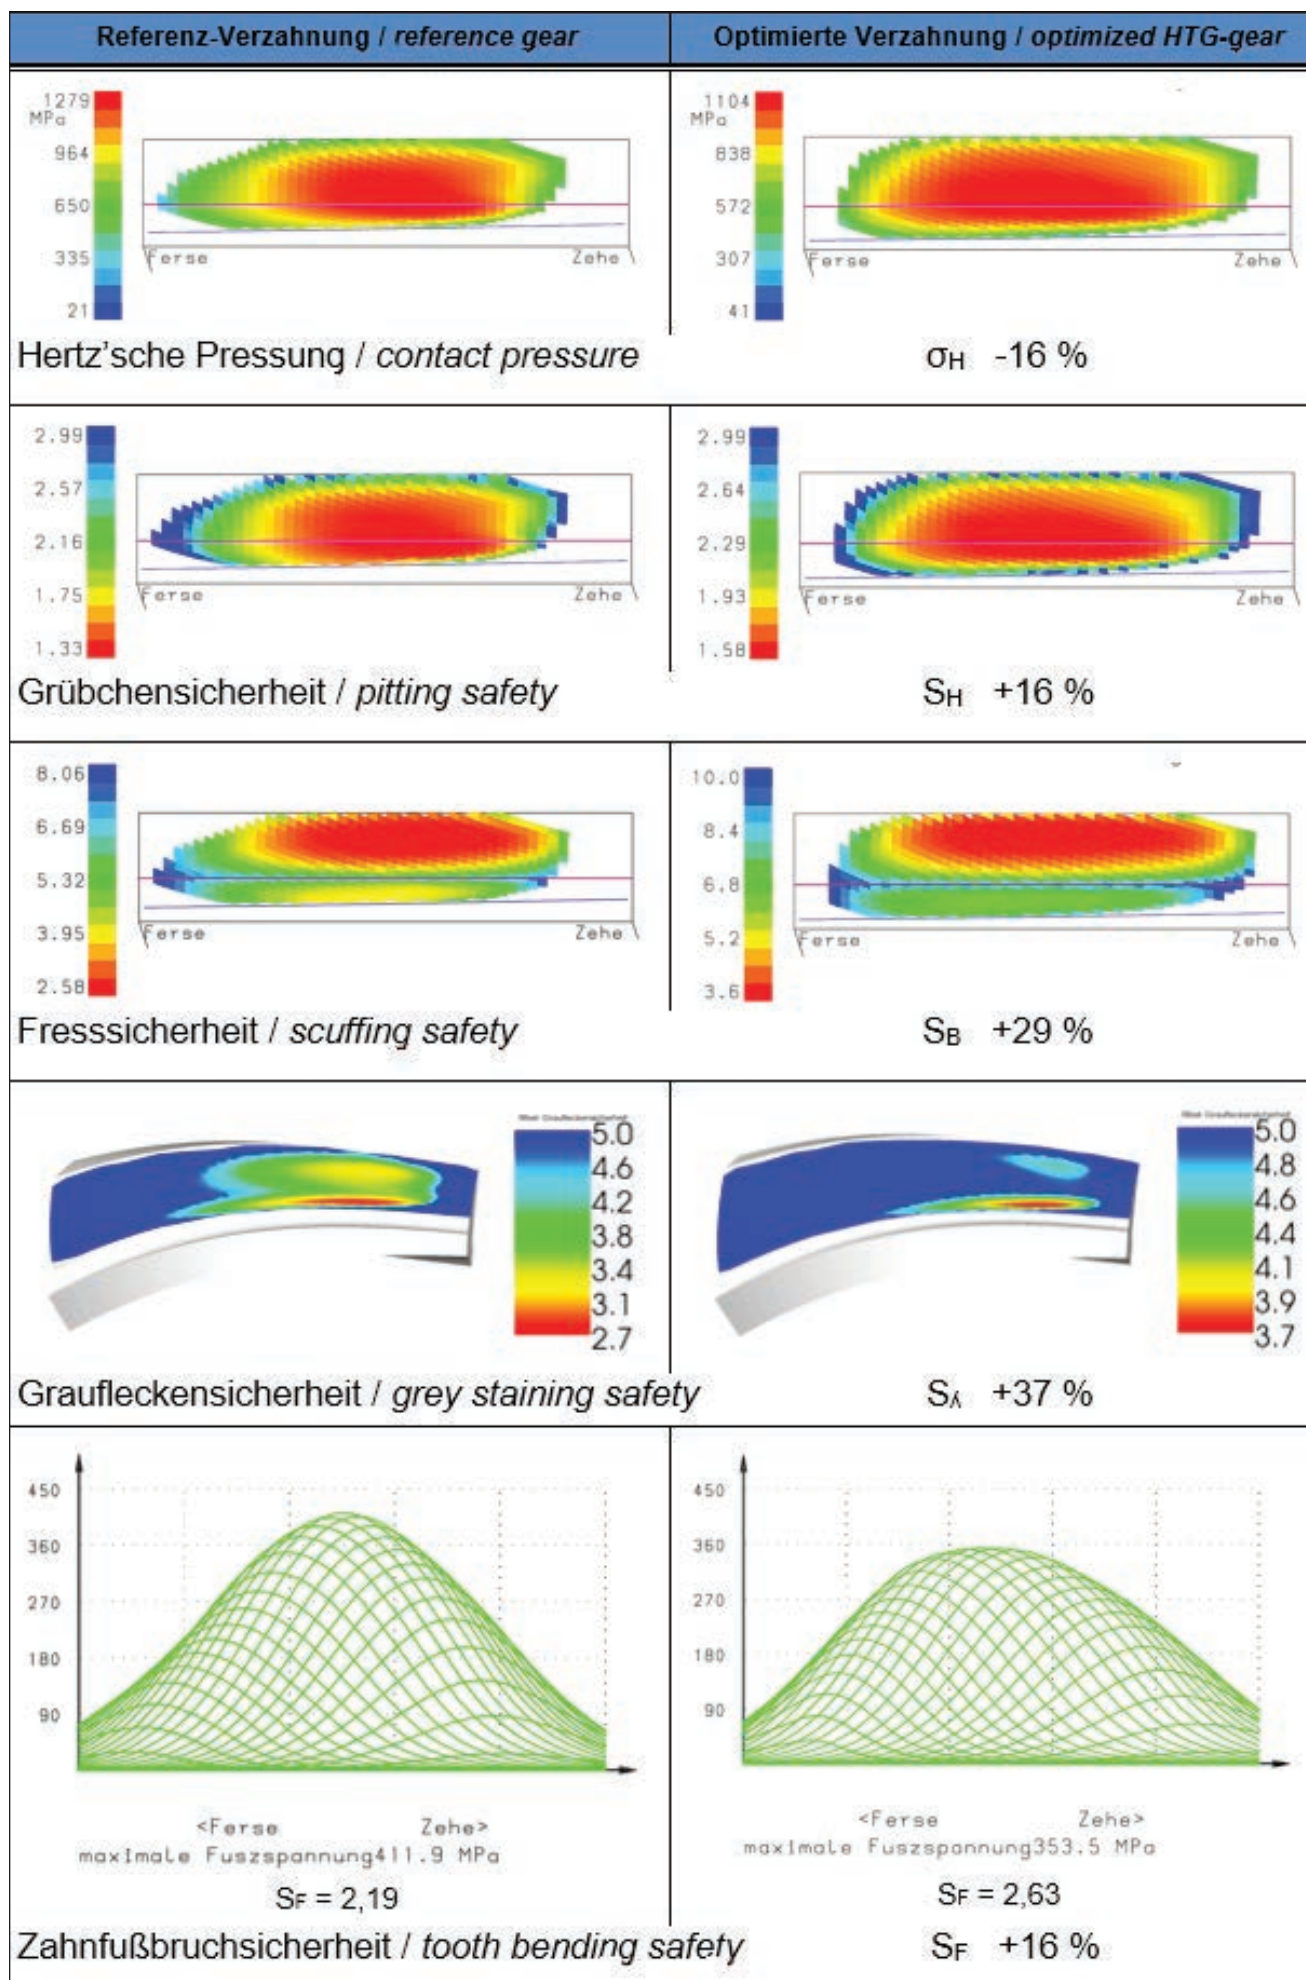 Referenz-Verzahnung / reference gear
Optimierte Verzahnung / optimized HTG-gear
1279
MPa
964
650
335
21
Ferse
Zehe
1104
MPa
838
572
307
41
Ferse
Zehe
Hertz'sche Pressung / contact pressure
σH -16 %
2.99
2.57
2.16
1.75
1.33
Ferse
Zehe
2.99
2.64
2.29
1.93
1.58
Ferse
Zehe
Grübchensicherheit / pitting safety
SH +16 %
8.06
6.69
5.32
3.95
2.58
Ferse
Zehe
10.0
8.4
6.8
5.2
3.6
Ferse
Zehe
Fresssicherheit / scuffing safety
SB +29 %
5.0
4.6
4.2
3.8
3.4
3.1
2.7
5.0
4.8
4.6
4.4
4.1
3.9
3.7
Graufleckensicherheit / grey staining safety
Sλ +37 %
450
360
270
180
90
<Ferse Zehe>
maximale Fuszspannung411.9 MPa
SF = 2,19
450
360
270
180
90
<Ferse Zehe>
maximale Fuszspannung353.5 MPa
SF = 2,63
Zahnfußbruchsicherheit / tooth bending safety
SF +16 %